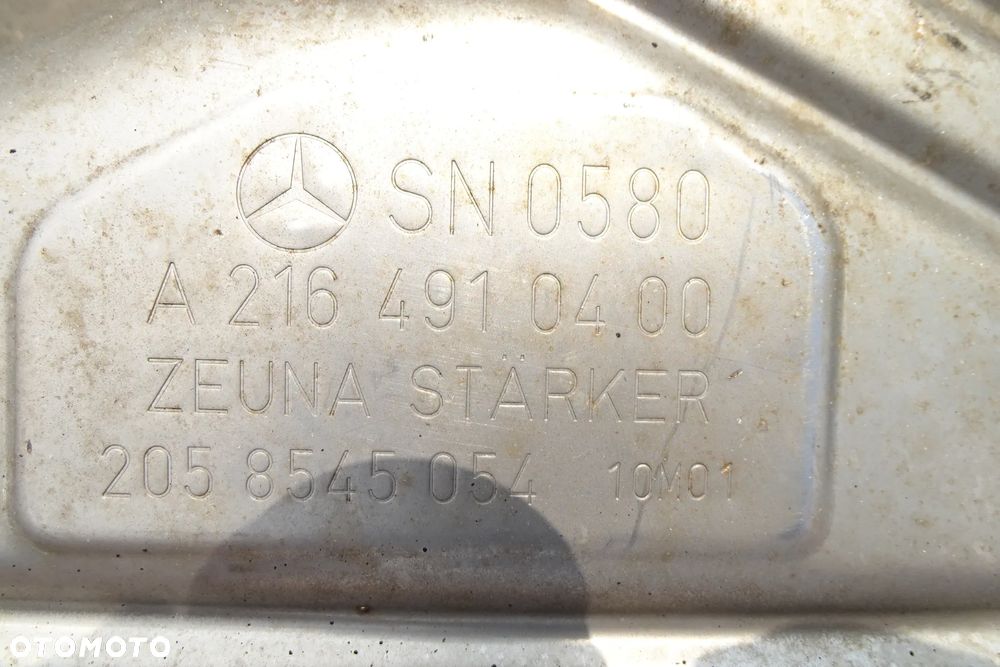 SN 0580
A 216 491 04 00
ZEUNA STÄRKER
205 8545 054 10M01
OTOMOTO